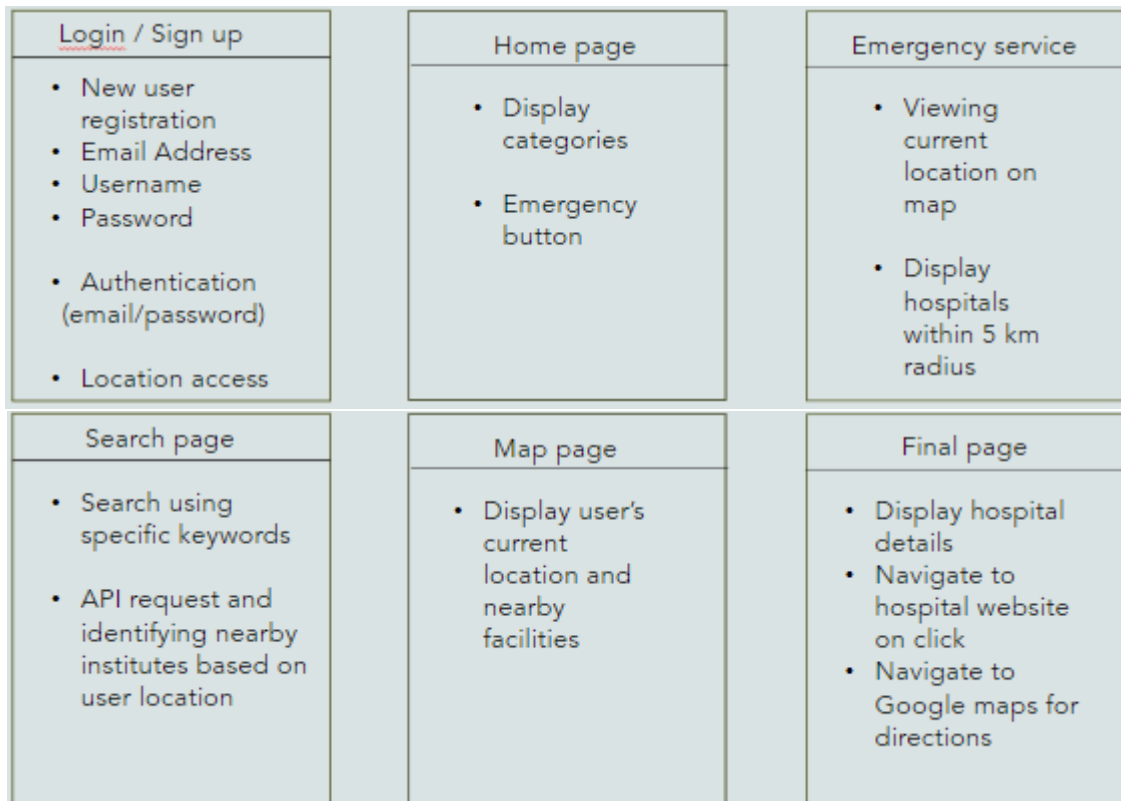 Login / Sign up
• New user
registration
• Email Address
• Username
• Password
• Authentication
(email/password)
• Location access
Home page
• Display
categories
• Emergency
button
Emergency service
• Viewing
current
location on
map
• Display
hospitals
within 5 km
radius
Search page
• Search using
specific keywords
• API request and
identifying nearby
institutes based on
user location
Map page
• Display user’s
current
location and
nearby
facilities
Final page
• Display hospital
details
• Navigate to
hospital website
on click
• Navigate to
Google maps for
directions